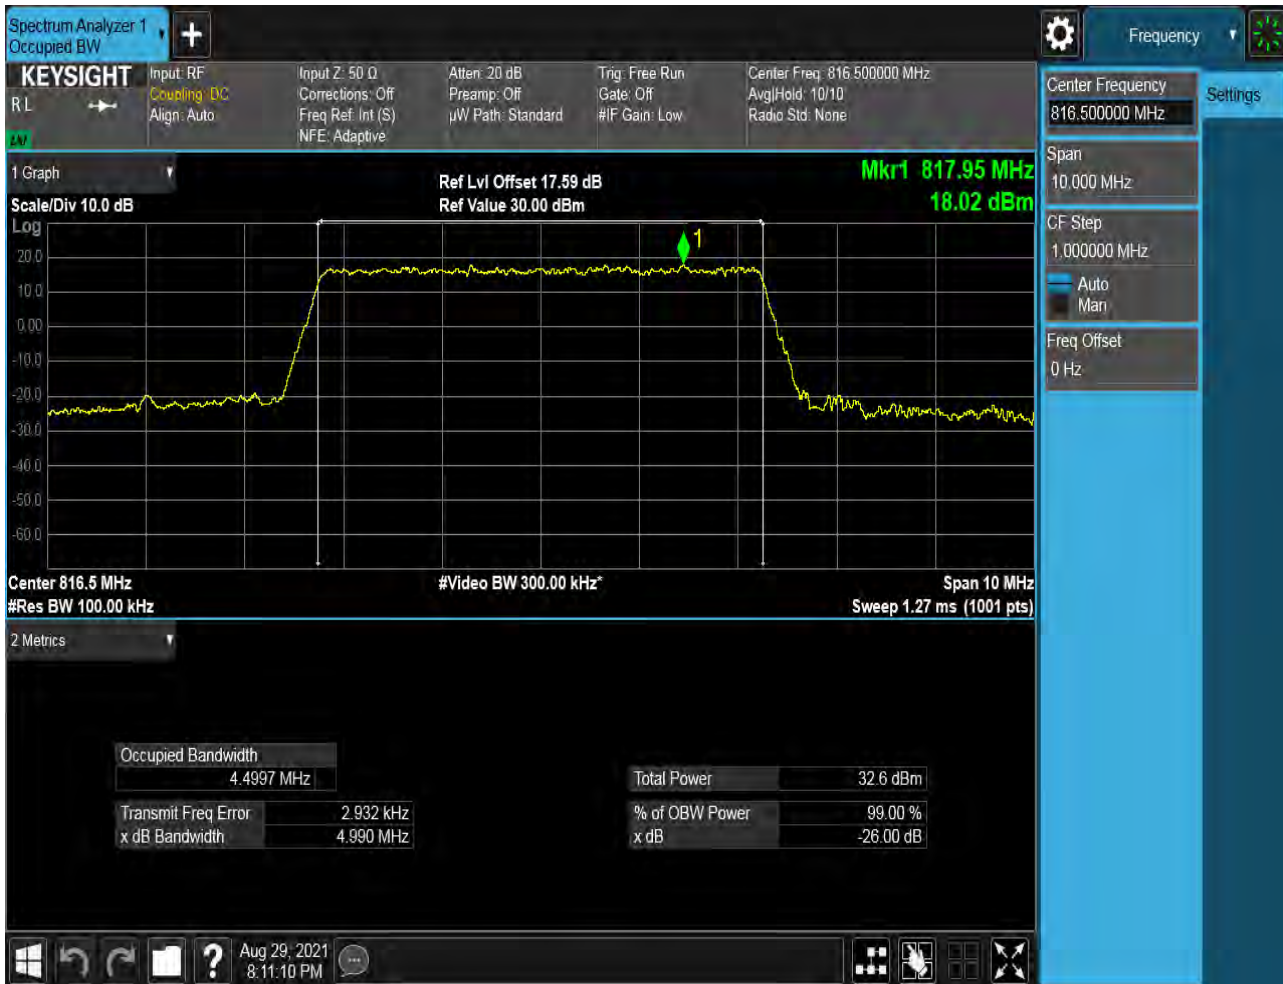 Spectrum Analyzer 1
Occupied BW
Frequency
KEYSIGHT
R L
Input: RF
Coupling: DC
Align: Auto
Input Z: 50 Ω
Corrections: Off
Freq Ref: Int (S)
NFE: Adaptive
Atten: 20 dB
Preamp: Off
µW Path: Standard
Trig: Free Run
Gate: Off
#IF Gain: Low
Center Freq: 816.500000 MHz
Avg|Hold: 10/10
Radio Std: None
Center Frequency
816.500000 MHz
Settings
Span
10.000 MHz
CF Step
1.000000 MHz
Auto
Man
Freq Offset
0 Hz
1 Graph
Scale/Div 10.0 dB
Ref Lvl Offset 17.59 dB
Ref Value 30.00 dBm
Mkr1 817.95 MHz
18.02 dBm
Log
1
20.0
10.0
0.00
-10.0
-20.0
-30.0
-40.0
-50.0
-60.0
Center 816.5 MHz
#Video BW 300.00 kHz*
Span 10 MHz
#Res BW 100.00 kHz
Sweep 1.27 ms (1001 pts)
2 Metrics
Occupied Bandwidth
4.4997 MHz
Total Power 32.6 dBm
Transmit Freq Error 2.932 kHz
% of OBW Power 99.00 %
x dB Bandwidth 4.990 MHz
x dB -26.00 dB
Aug 29, 2021
8:11:10 PM